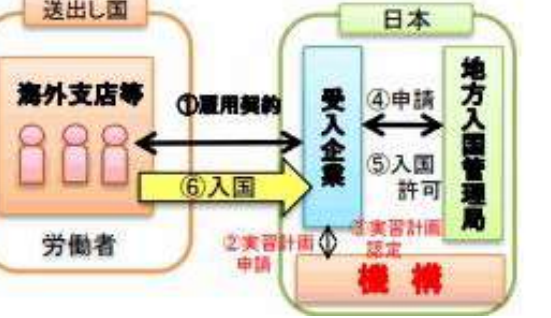 送出し国
海外支店等
労働者
①雇用契約
⑥入国
日本
受入企業
④申請
⑤入国
許可
地方入国管理局
②実習計画
申請
③実習計画
認定
機 構